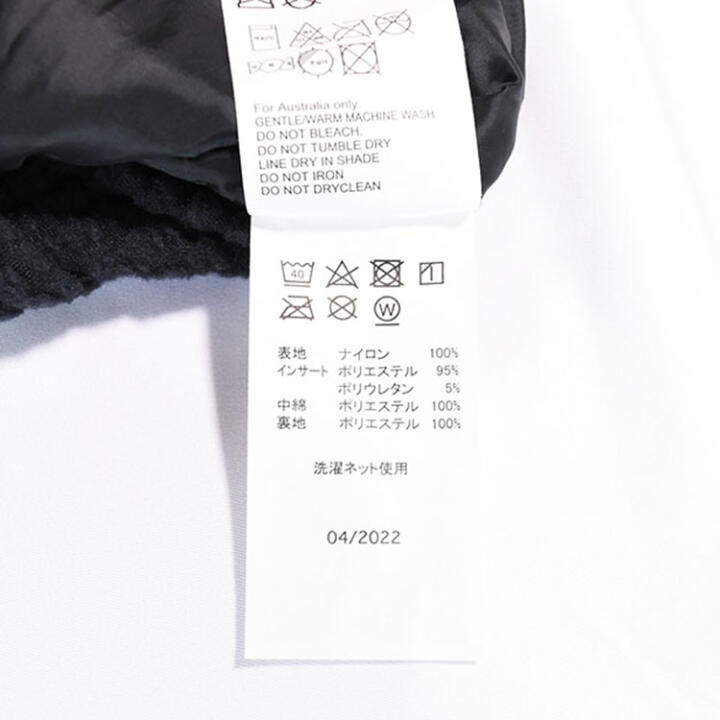 For Australia only.
GENTLE/WARM MACHINE WASH
DO NOT BLEACH.
DO NOT TUMBLE DRY
LINE DRY IN SHADE
DO NOT IRON
DO NOT DRYCLEAN
40
W
表地 ナイロン 100%
インサート ポリエステル 95%
ポリウレタン 5%
中綿 ポリエステル 100%
裏地 ポリエステル 100%
洗濯ネット使用
04/2022